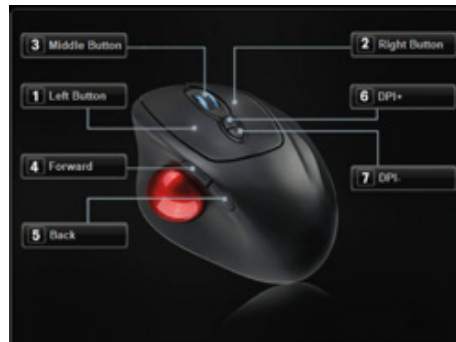 3 Middle Button
2 Right Button
1 Left Button
6 DPI+
4 Forward
7 DPI-
5 Back